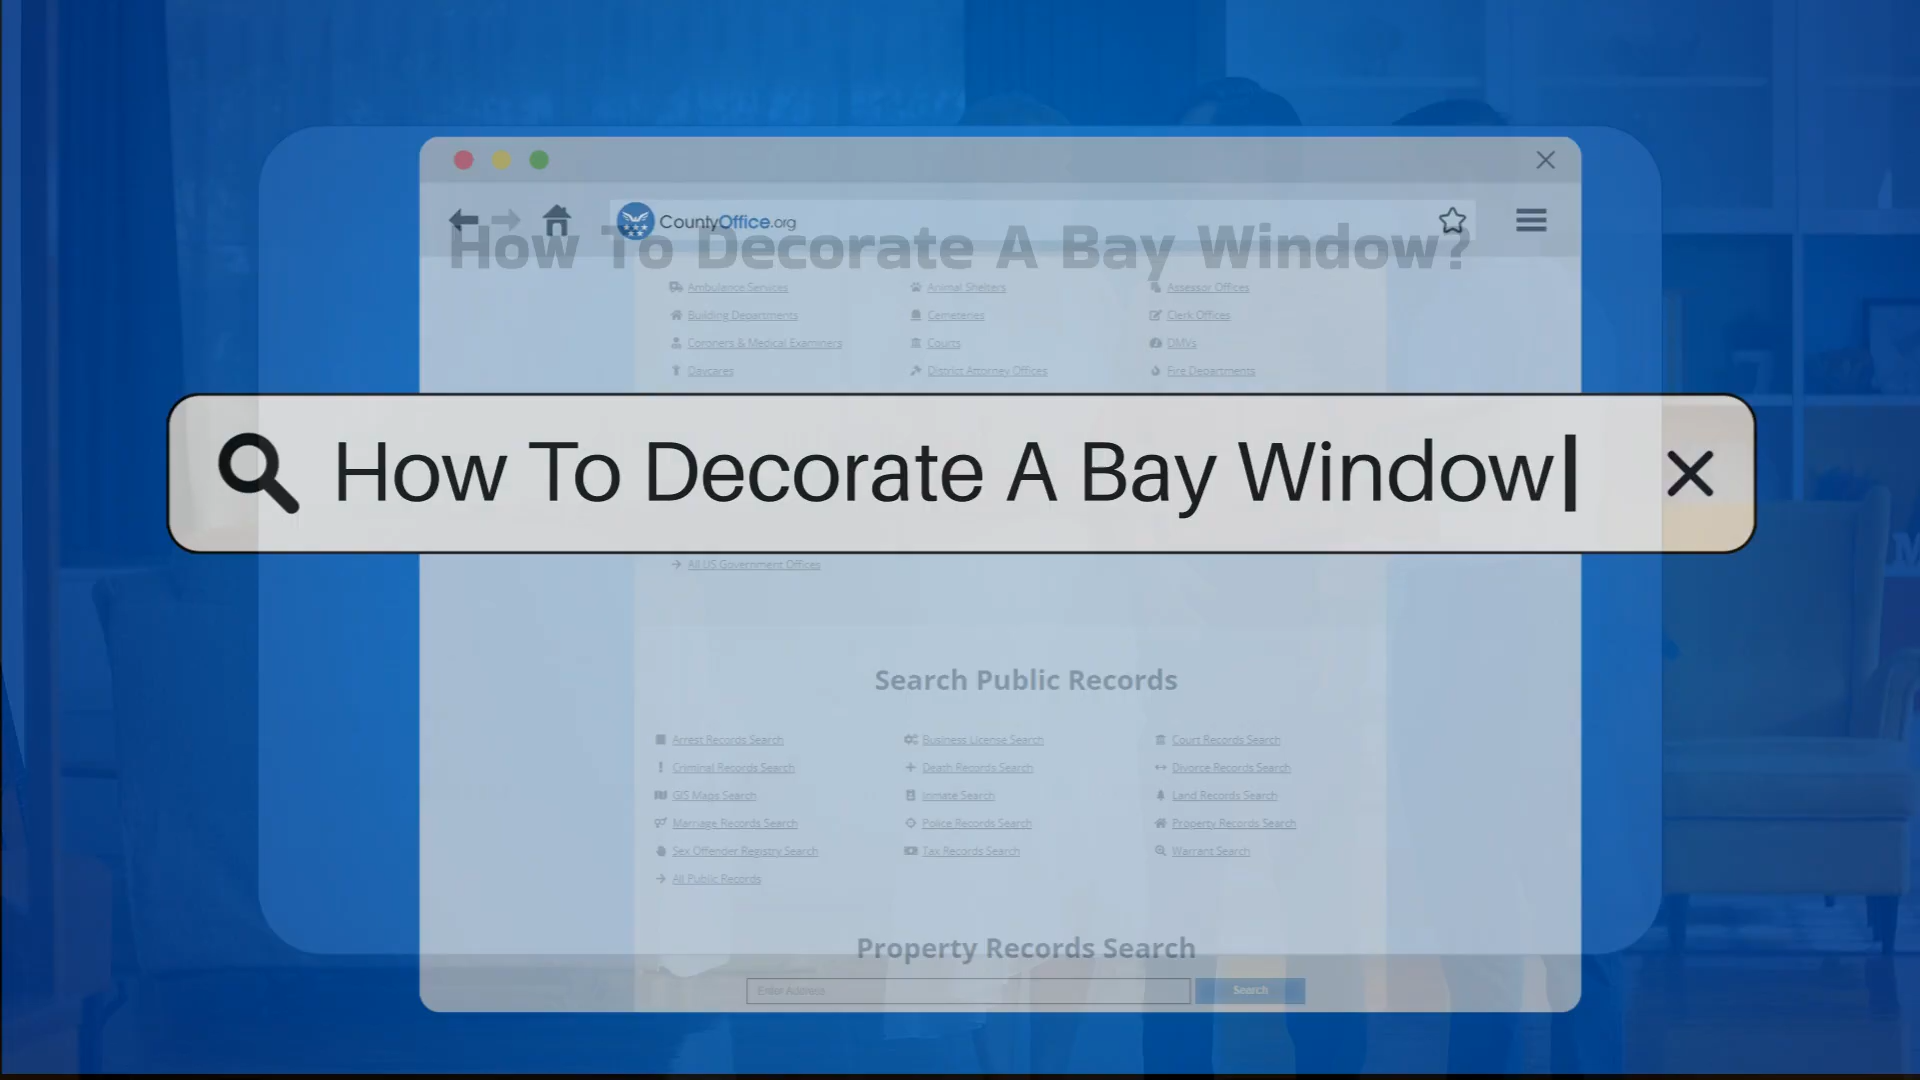 CountyOffice.org
How To Decorate A Bay Window?
Ambulance Services
Animal Shelters
Assessor Offices
Building Departments
Cemeteries
Clerk Offices
Coroners & Medical Examiners
Courts
DMVs
Daycares
District Attorney Offices
Fire Departments
How To Decorate A Bay Window
All US Government Offices
Search Public Records
Arrest Records Search
Business License Search
Court Records Search
Criminal Records Search
Death Records Search
Divorce Records Search
GIS Maps Search
Inmate Search
Land Records Search
Marriage Records Search
Police Records Search
Property Records Search
Sex Offender Registry Search
Tax Records Search
Warrant Search
All Public Records
Property Records Search
Enter Address
Search